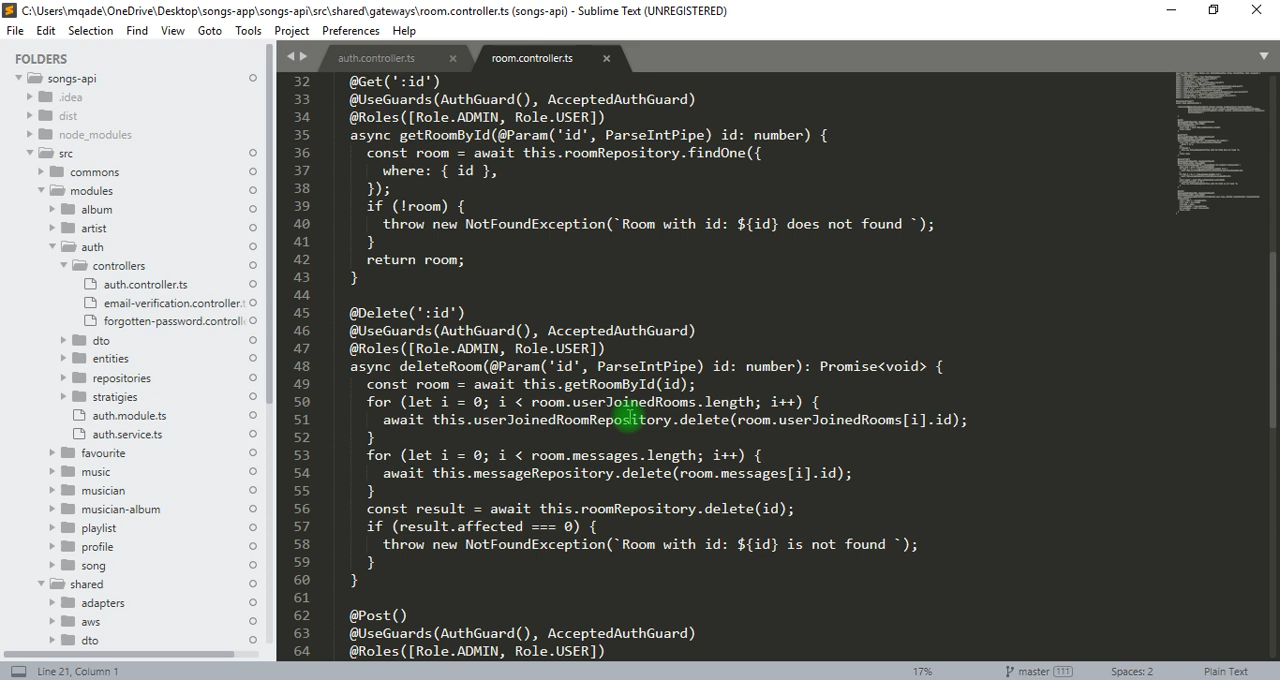 C:\Users\mqade\OneDrive\Desktop\songs-app\songs-api\src\shared\gateways\room.controller.ts (songs-api) - Sublime Text (UNREGISTERED)
File Edit Selection Find View Goto Tools Project Preferences Help
FOLDERS
songs-api
.idea
dist
node_modules
src
commons
modules
album
artist
auth
controllers
auth.controller.ts
email-verification.controller.t
forgotten-password.controll
dto
entities
repositories
stratigies
auth.module.ts
auth.service.ts
favourite
music
musician
musician-album
playlist
profile
song
shared
adapters
aws
dto
auth.controller.ts room.controller.ts
32 @Get(':id')
33 @UseGuards(AuthGuard(), AcceptedAuthGuard)
34 @Roles([Role.ADMIN, Role.USER])
35 async getRoomById(@Param('id', ParseIntPipe) id: number) {
36 const room = await this.roomRepository.findOne({
37 where: { id },
38 });
39 if (!room) {
40 throw new NotFoundException(`Room with id: ${id} does not found `);
41 }
42 return room;
43 }
44
45 @Delete(':id')
46 @UseGuards(AuthGuard(), AcceptedAuthGuard)
47 @Roles([Role.ADMIN, Role.USER])
48 async deleteRoom(@Param('id', ParseIntPipe) id: number): Promise<void> {
49 const room = await this.getRoomById(id);
50 for (let i = 0; i < room.userJoinedRooms.length; i++) {
51 await this.userJoinedRoomRepository.delete(room.userJoinedRooms[i].id);
52 }
53 for (let i = 0; i < room.messages.length; i++) {
54 await this.messageRepository.delete(room.messages[i].id);
55 }
56 const result = await this.roomRepository.delete(id);
57 if (result.affected === 0) {
58 throw new NotFoundException(`Room with id: ${id} is not found `);
59 }
60 }
61
62 @Post()
63 @UseGuards(AuthGuard(), AcceptedAuthGuard)
64 @Roles([Role.ADMIN, Role.USER])
Line 21, Column 1 17% master 111 Spaces: 2 Plain Text